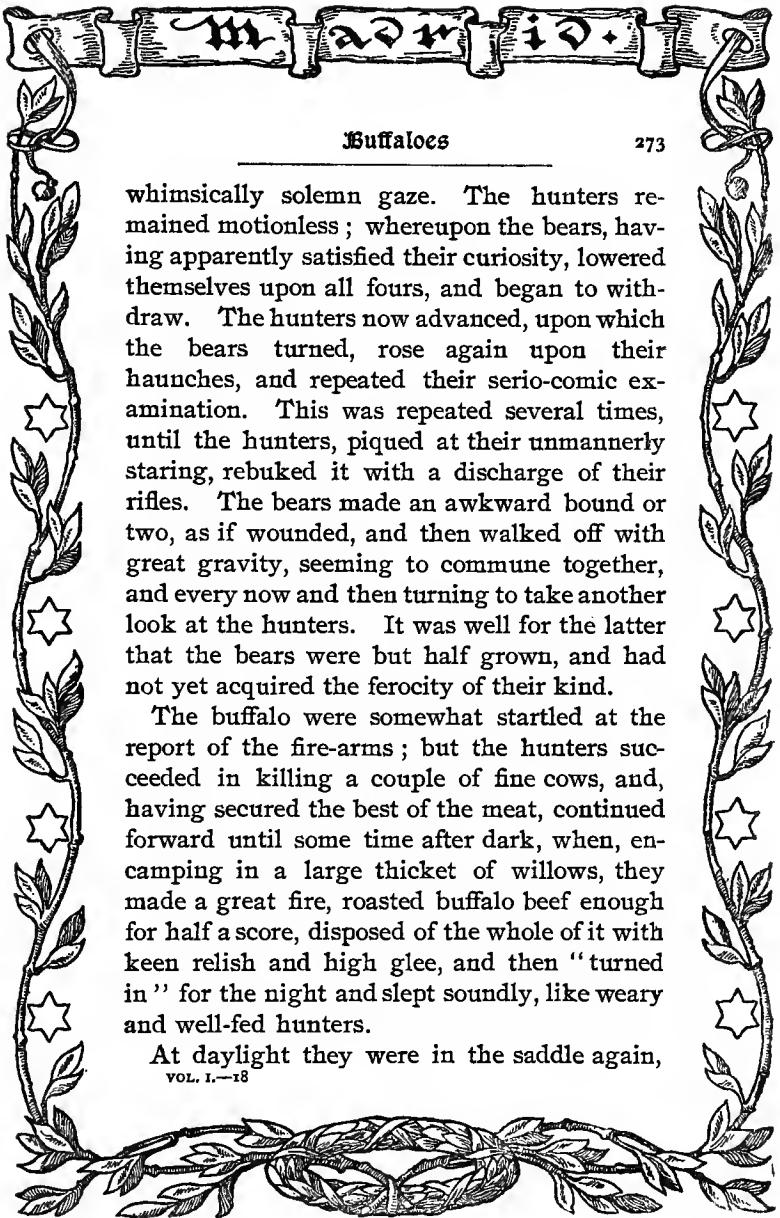 Madrid.
Buffaloes 273
whimsically solemn gaze. The hunters re-
mained motionless ; whereupon the bears, hav-
ing apparently satisfied their curiosity, lowered
themselves upon all fours, and began to with-
draw. The hunters now advanced, upon which
the bears turned, rose again upon their
haunches, and repeated their serio-comic ex-
amination. This was repeated several times,
until the hunters, piqued at their unmannerly
staring, rebuked it with a discharge of their
rifles. The bears made an awkward bound or
two, as if wounded, and then walked off with
great gravity, seeming to commune together,
and every now and then turning to take another
look at the hunters. It was well for the latter
that the bears were but half grown, and had
not yet acquired the ferocity of their kind.
The buffalo were somewhat startled at the
report of the fire-arms ; but the hunters suc-
ceeded in killing a couple of fine cows, and,
having secured the best of the meat, continued
forward until some time after dark, when, en-
camping in a large thicket of willows, they
made a great fire, roasted buffalo beef enough
for half a score, disposed of the whole of it with
keen relish and high glee, and then “turned
in” for the night and slept soundly, like weary
and well-fed hunters.
At daylight they were in the saddle again,
VOL. I.—18